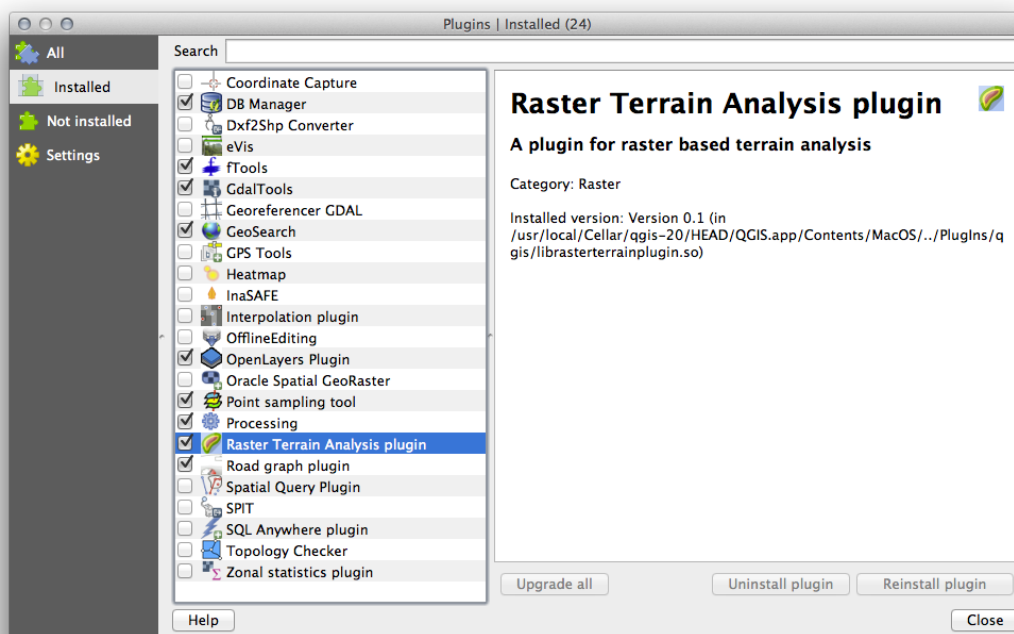 Plugins | Installed (24)
All
Installed
Not installed
Settings
Search
Coordinate Capture
DB Manager
Dxf2Shp Converter
eVis
fTools
GdalTools
Georeferencer GDAL
GeoSearch
GPS Tools
Heatmap
InaSAFE
Interpolation plugin
OfflineEditing
OpenLayers Plugin
Oracle Spatial GeoRaster
Point sampling tool
Processing
Raster Terrain Analysis plugin
Road graph plugin
Spatial Query Plugin
SPIT
SQL Anywhere plugin
Topology Checker
Zonal statistics plugin
Raster Terrain Analysis plugin
A plugin for raster based terrain analysis
Category: Raster
Installed version: Version 0.1 (in
/usr/local/Cellar/qgis-20/HEAD/QGIS.app/Contents/MacOS/../PlugIns/q
gis/librasterterrainplugin.so)
Upgrade all
Uninstall plugin
Reinstall plugin
Help
Close